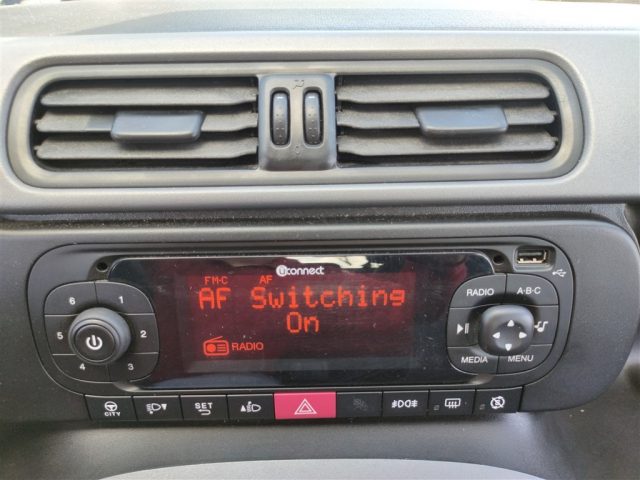 Uconnect
FM-C AF
AF Switching
On
RADIO
6 1
5 2
4 3
RADIO A·B·C
MEDIA MENU
CITY SET